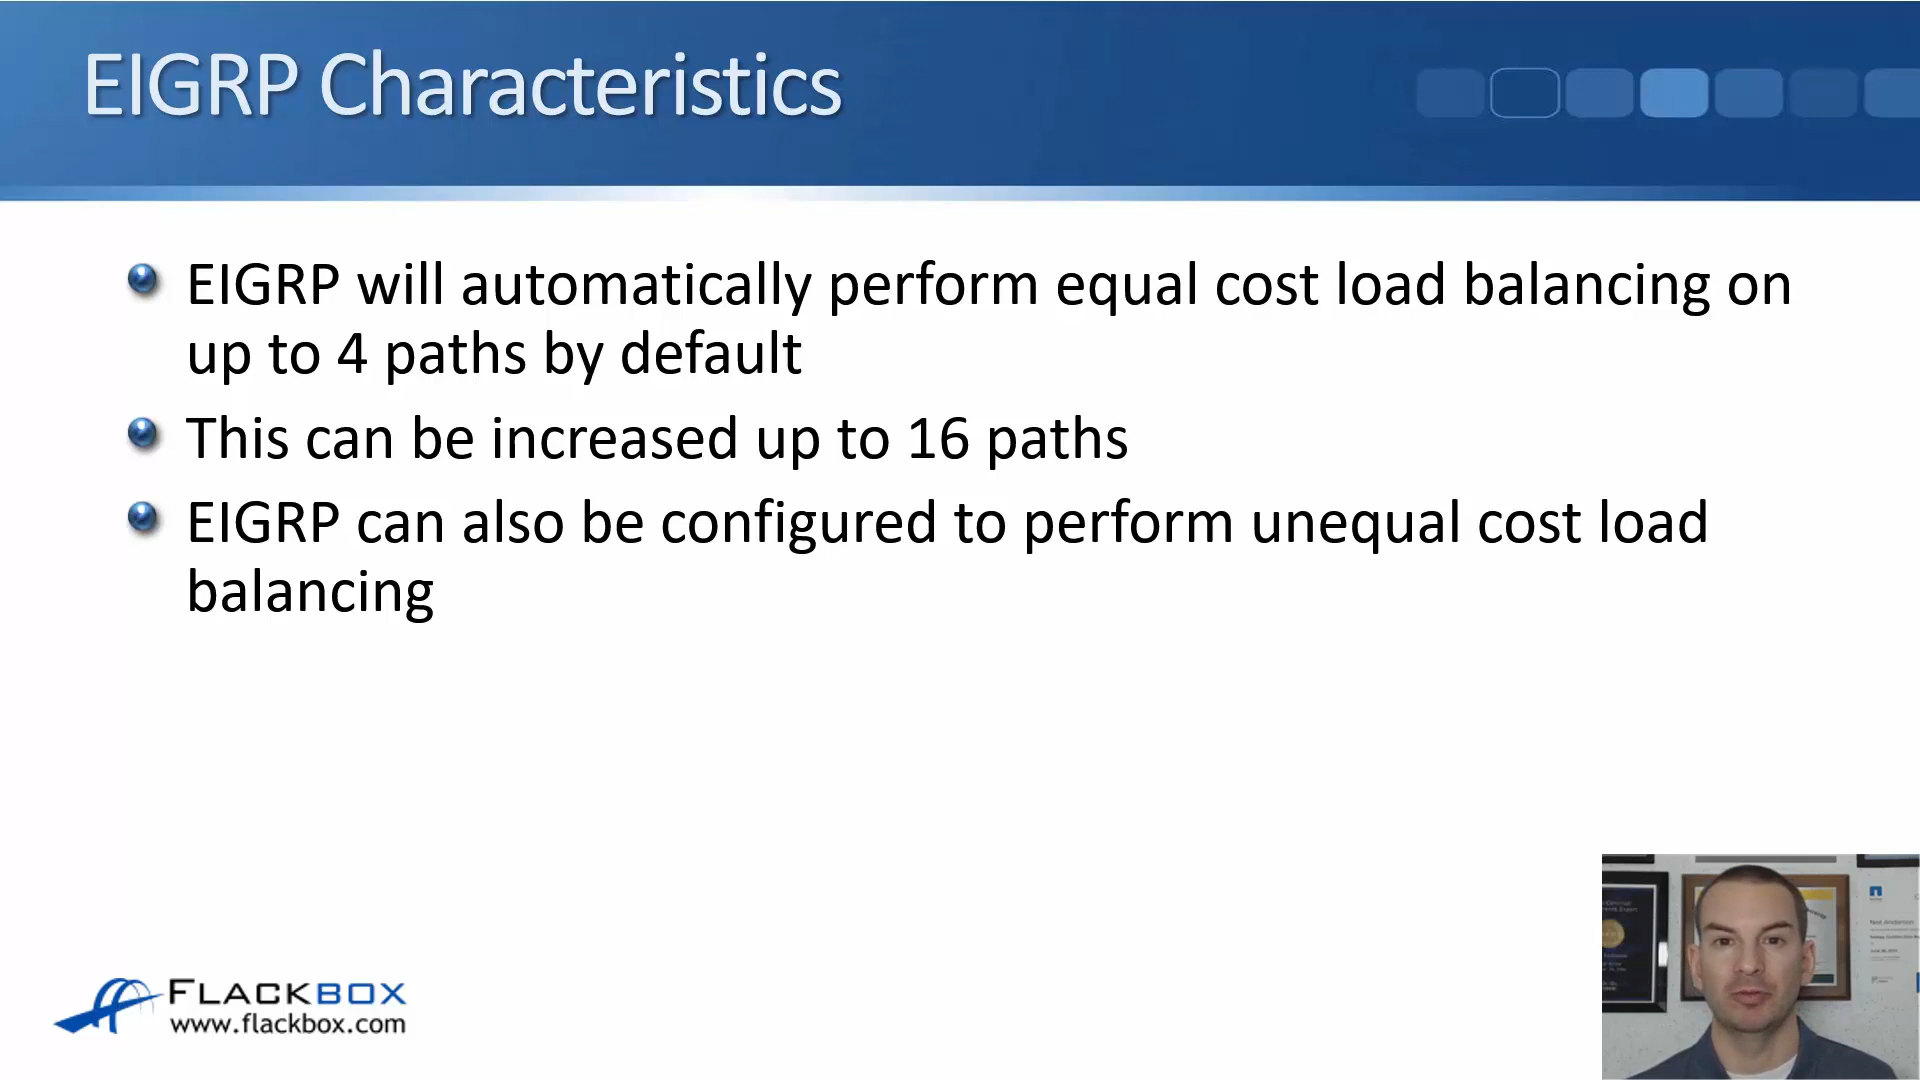 EIGRP Characteristics
EIGRP will automatically perform equal cost load balancing on
up to 4 paths by default
This can be increased up to 16 paths
EIGRP can also be configured to perform unequal cost load
balancing
FLACKBOX
www.flackbox.com